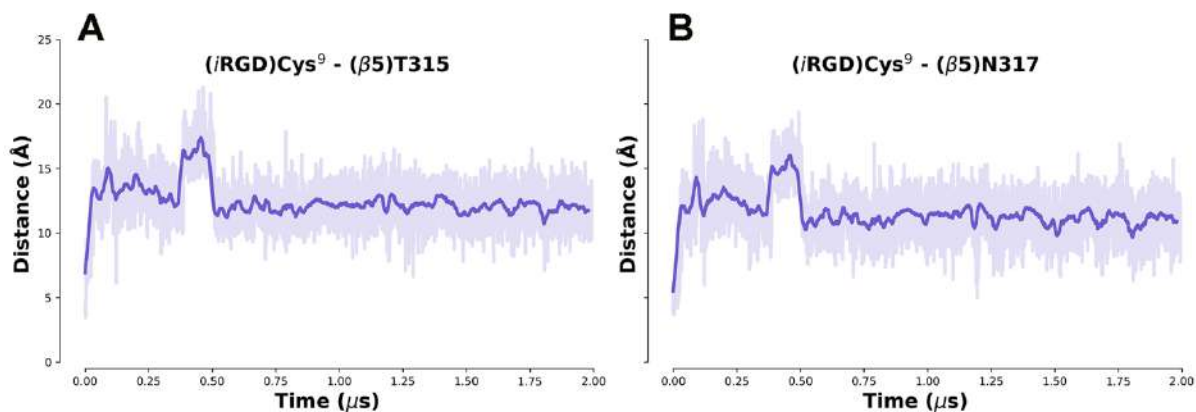 A
B
(iRGD)Cys⁹ - (β5)T315
(iRGD)Cys⁹ - (β5)N317
25
20
15
10
5
0
Distance (Å)
Distance (Å)
0.00 0.25 0.50 0.75 1.00 1.25 1.50 1.75 2.00
0.00 0.25 0.50 0.75 1.00 1.25 1.50 1.75 2.00
Time (μs)
Time (μs)